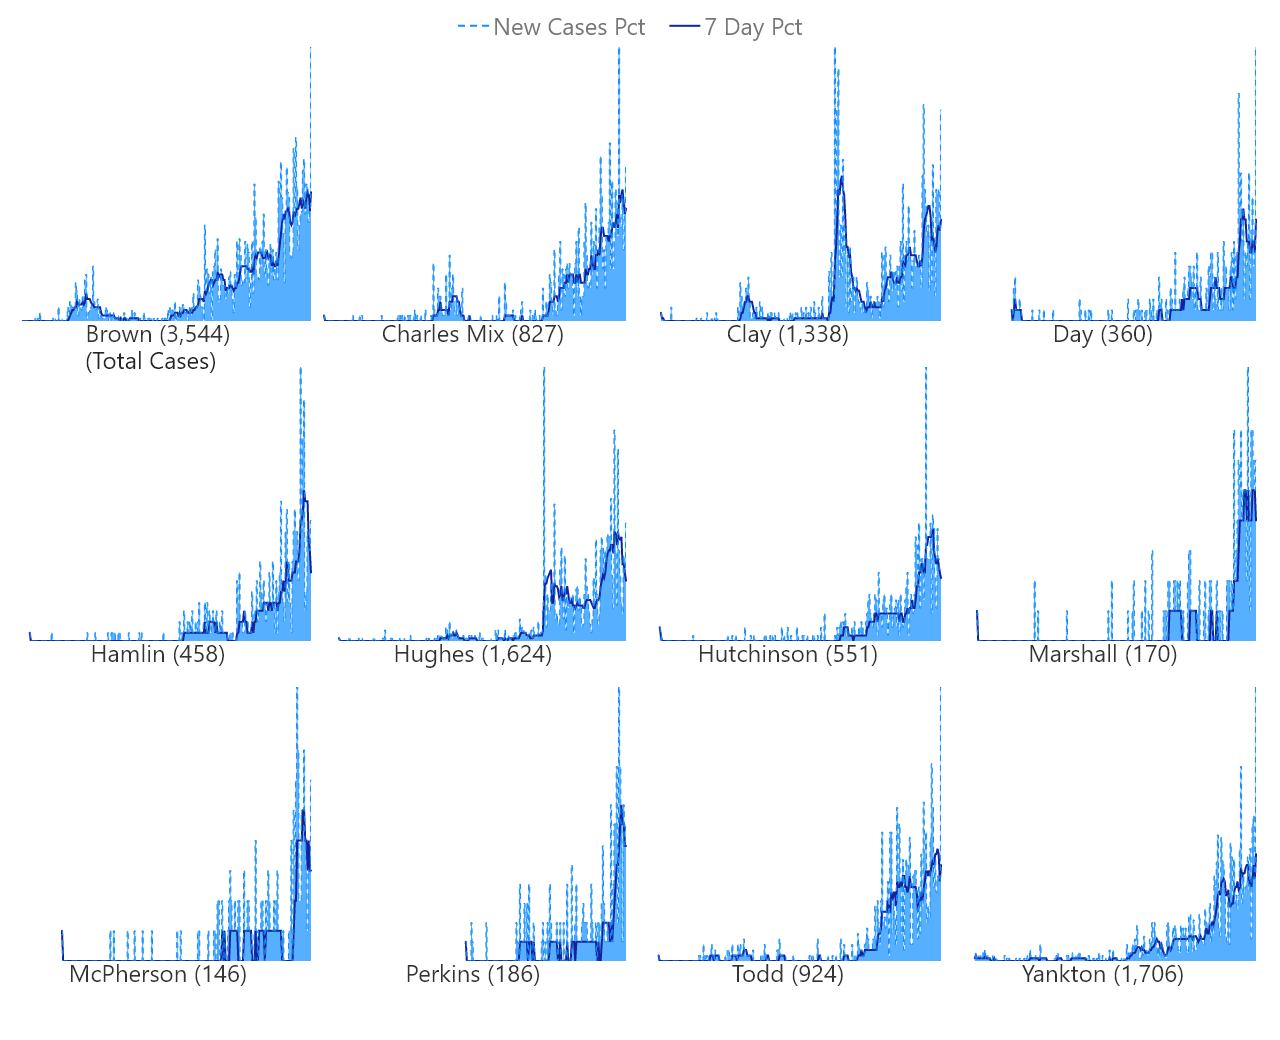 New Cases Pct 7 Day Pct
Brown (3,544) Charles Mix (827) Clay (1,338) Day (360)
(Total Cases)
Hamlin (458) Hughes (1,624) Hutchinson (551) Marshall (170)
McPherson (146) Perkins (186) Todd (924) Yankton (1,706)